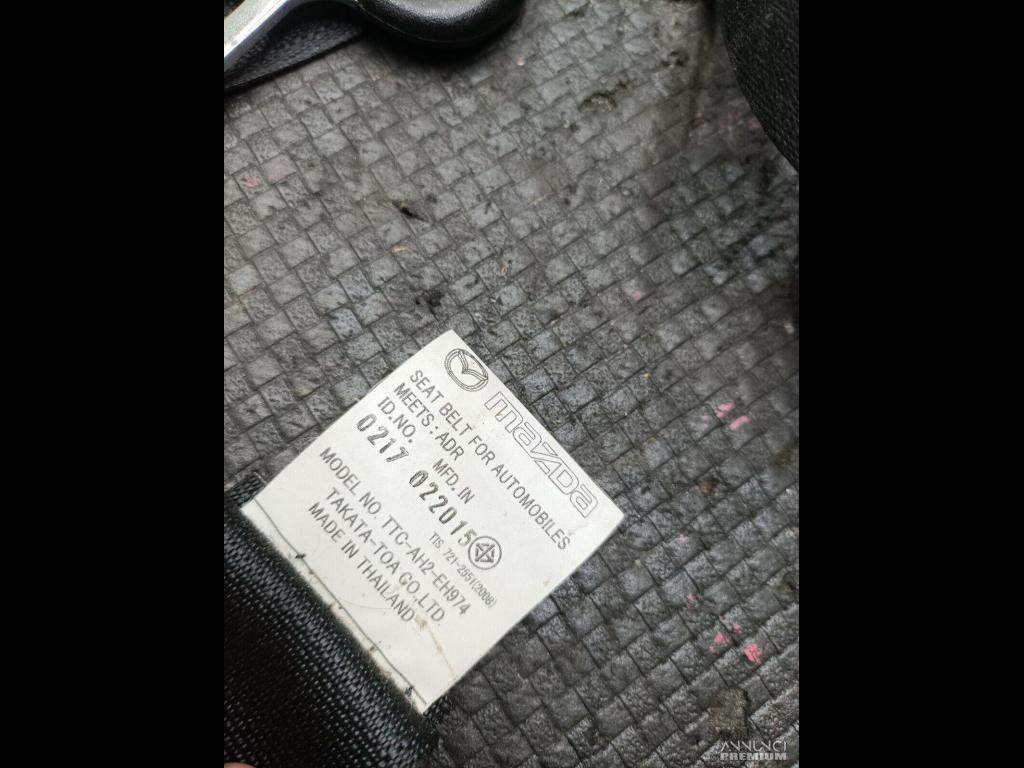 mazda
SEAT BELT FOR AUTOMOBILES
MEETS : ADR
ID.NO. MFD. IN
0217 022015
TIS 721-2551(2008)
MODEL NO. TTC-AH2-EH974
TAKATA-TOA CO.,LTD.
MADE IN THAILAND
ANNUNCI
PREMIUM